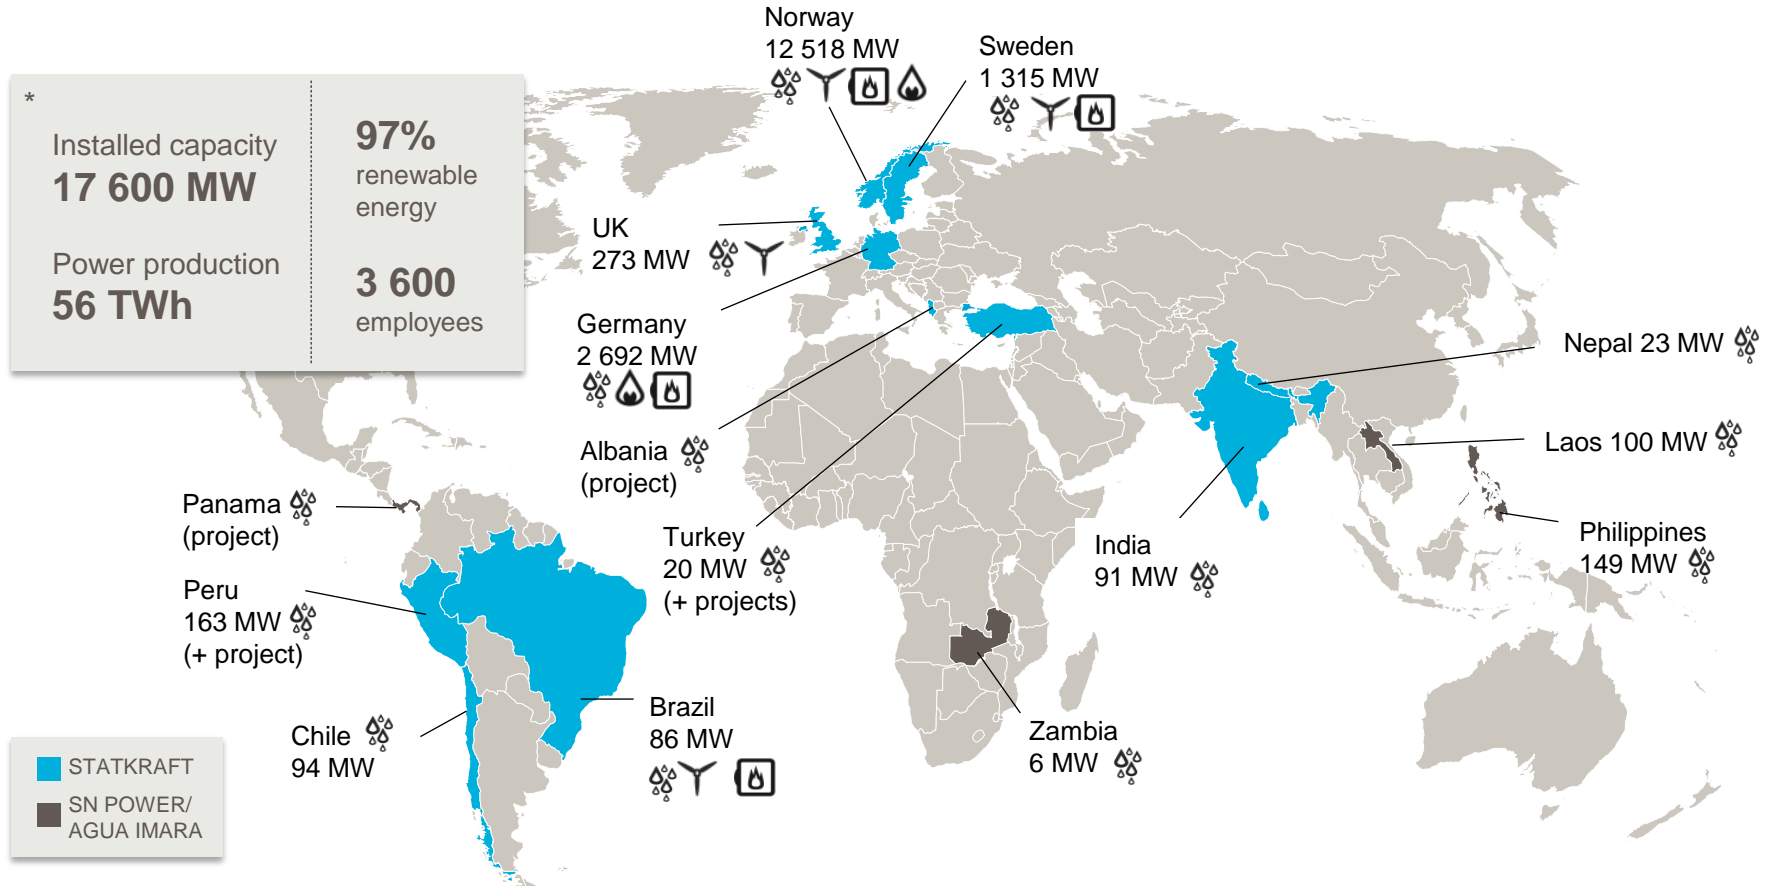 *
Installed capacity
17 600 MW
Power production
56 TWh
97%
renewable
energy
3 600
employees
Norway
12 518 MW
Sweden
1 315 MW
UK
273 MW
Germany
2 692 MW
Albania
(project)
Turkey
20 MW
(+ projects)
Nepal 23 MW
Laos 100 MW
Philippines
149 MW
India
91 MW
Panama
(project)
Peru
163 MW
(+ project)
Chile
94 MW
Brazil
86 MW
Zambia
6 MW
STATKRAFT
SN POWER/
AGUA IMARA